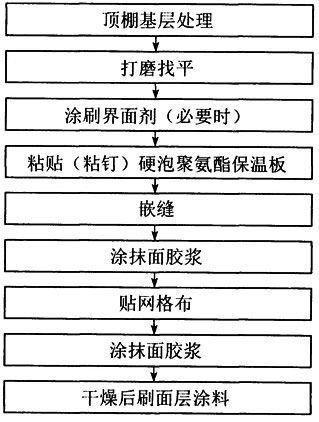 顶棚基层处理
打磨找平
涂刷界面剂（必要时）
粘贴（粘钉）硬泡聚氨酯保温板
嵌缝
涂抹面胶浆
贴网格布
涂抹面胶浆
干燥后刷面层涂料